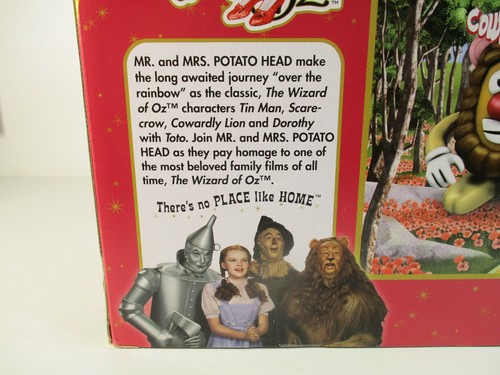 OZ™
COW
MR. and MRS. POTATO HEAD make
the long awaited journey "over the
rainbow" as the classic, The Wizard
of Oz™ characters Tin Man, Scare-
crow, Cowardly Lion and Dorothy
with Toto. Join MR. and MRS. POTATO
HEAD as they pay homage to one of
the most beloved family films of all
time, The Wizard of Oz™.
There's no PLACE like HOME™